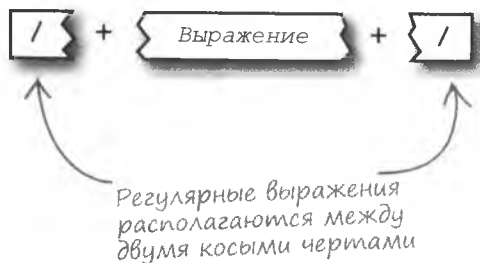 / + Выражение + /
Регулярные выражения
располагаются между
двумя косыми чертами